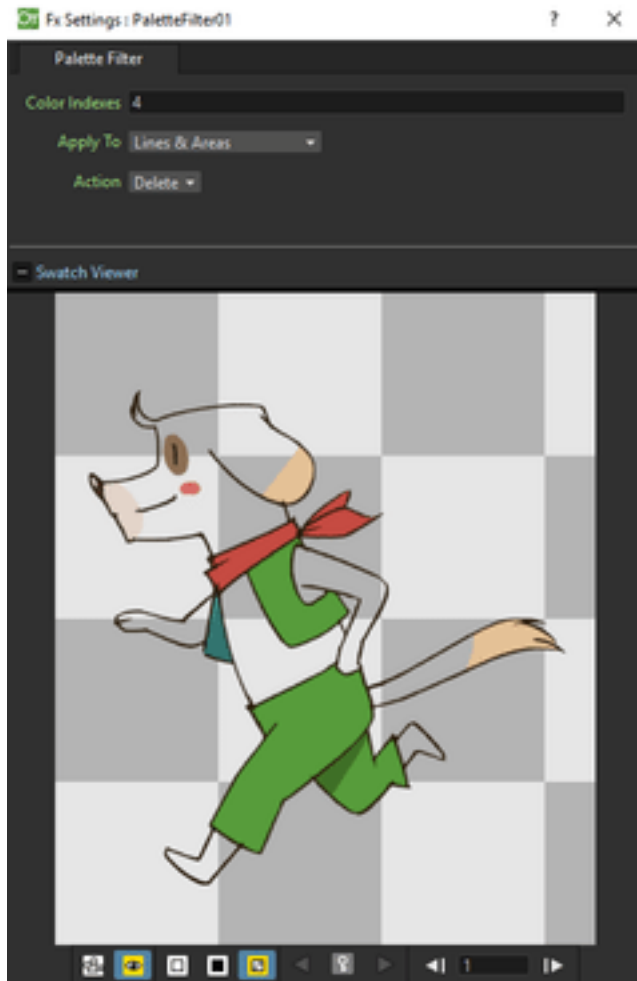 Fx Settings : PaletteFilter01
Palette Filter
Color Indexes 4
Apply To Lines & Areas
Action Delete
Swatch Viewer
1